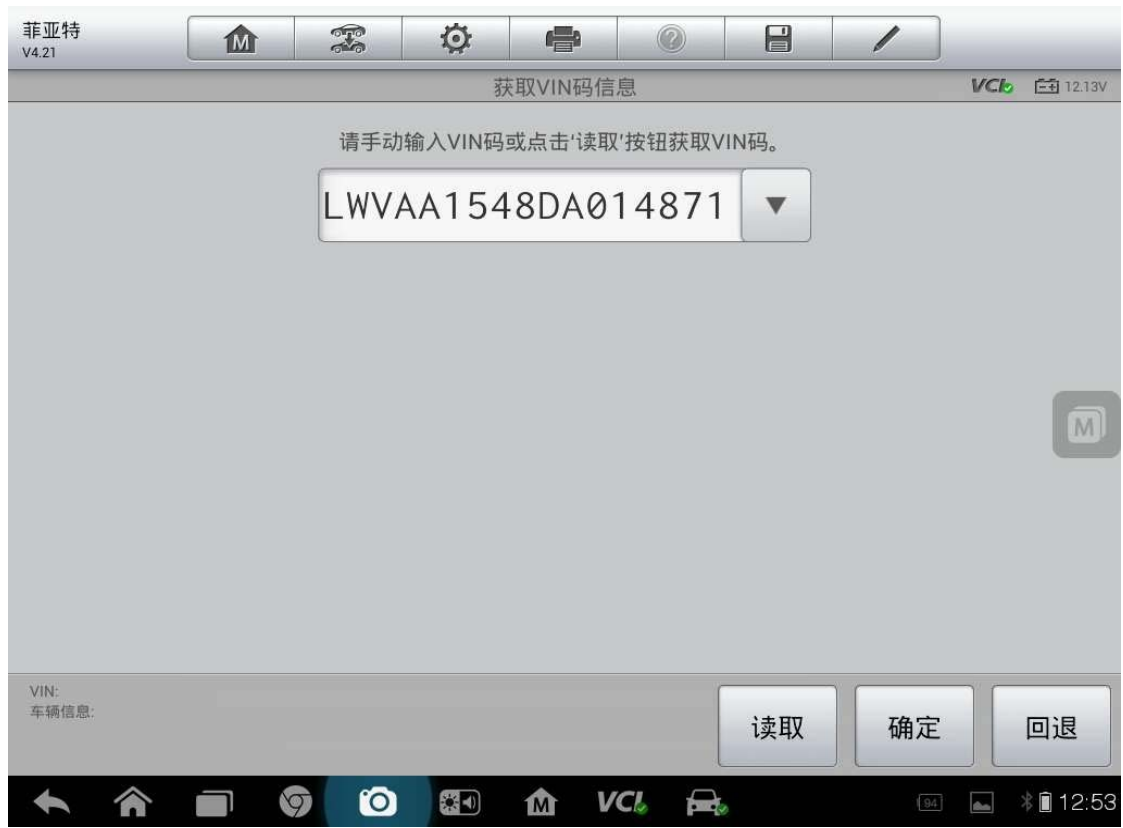 菲亚特
V4.21
获取VIN码信息
VCI
12.13V
请手动输入VIN码或点击'读取'按钮获取VIN码。
LWVAA1548DA014871
M
VIN:
车辆信息:
读取
确定
回退
M
VCI
94
12:53